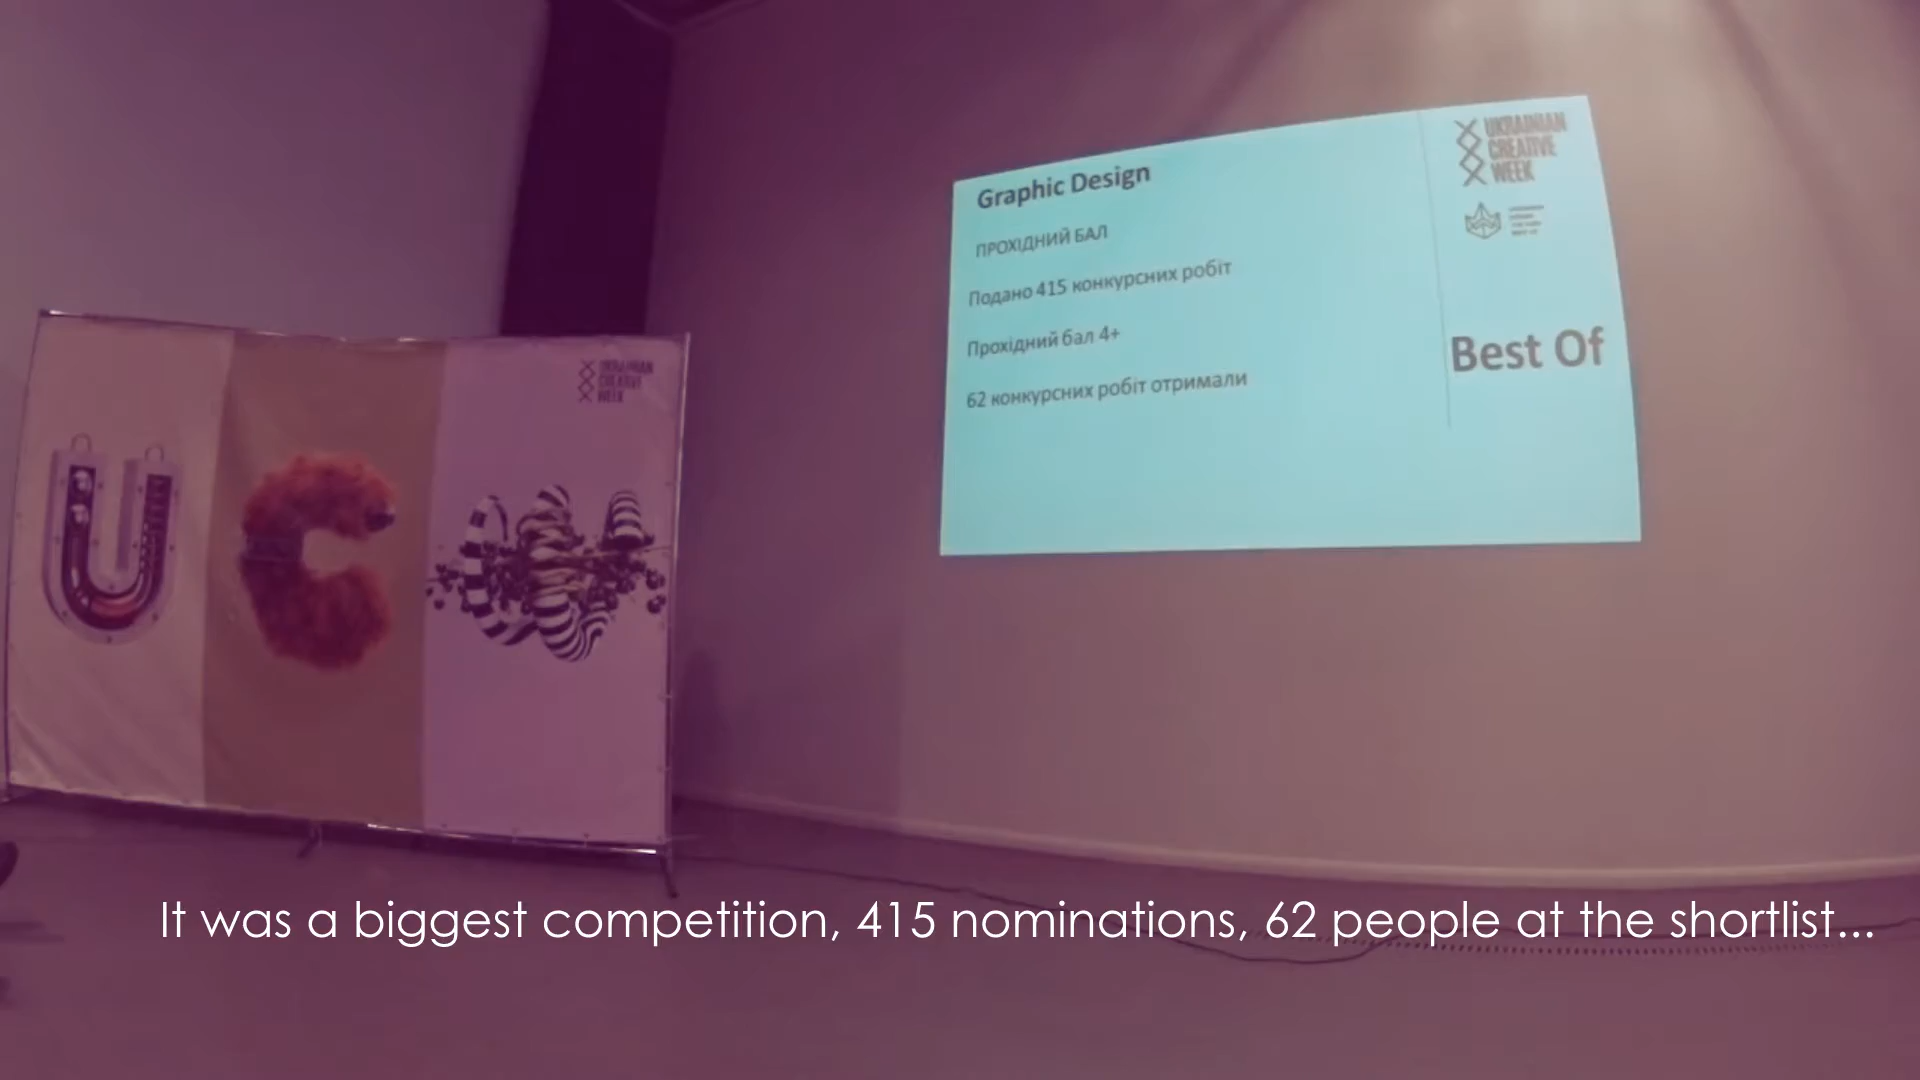 Graphic Design
ПРОХІДНИЙ БАЛ
Подано 415 конкурсних робіт
Прохідний бал 4+
62 конкурсних робіт отримали
UKRAINIAN
CREATIVE
WEEK
Best Of
UKRAINIAN
CREATIVE
WEEK
U C W
It was a biggest competition, 415 nominations, 62 people at the shortlist...